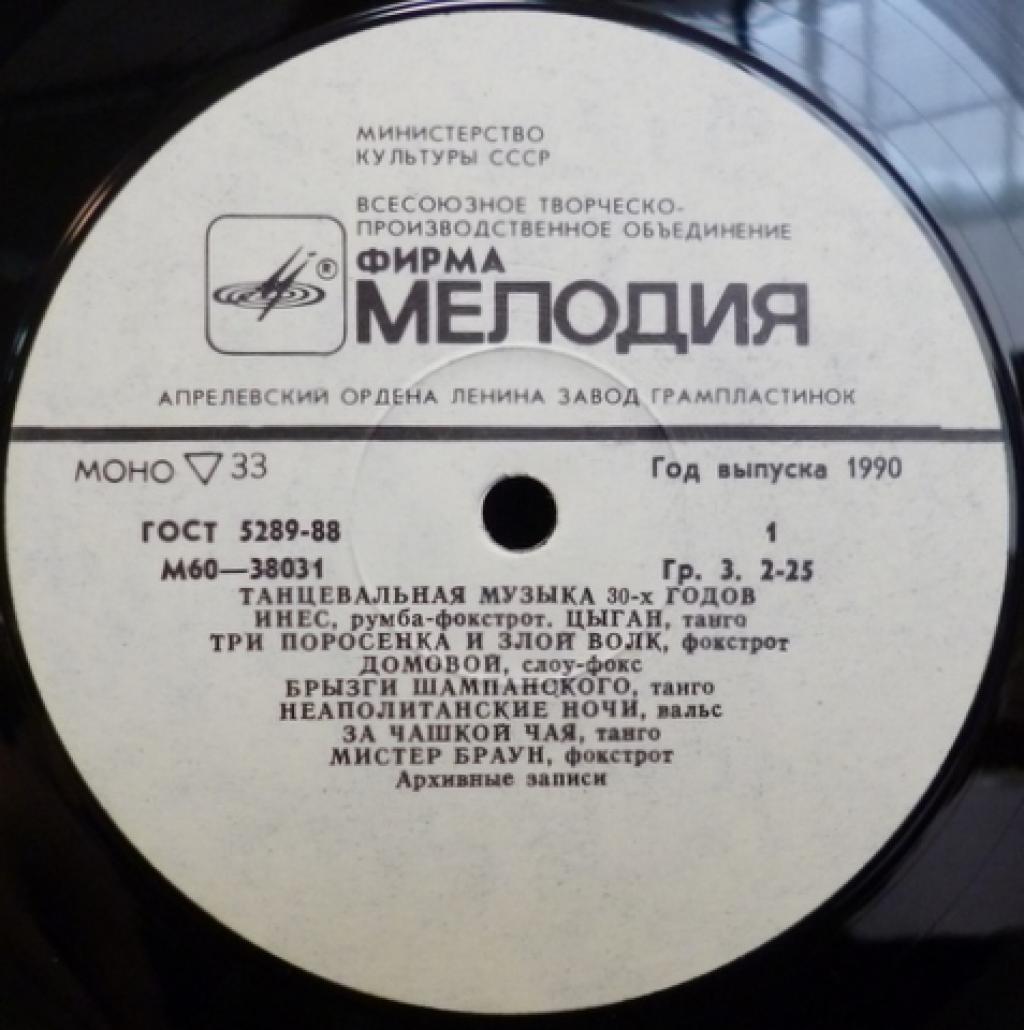 МИНИСТЕРСТВО
КУЛЬТУРЫ СССР
ВСЕСОЮЗНОЕ ТВОРЧЕСКО-
ПРОИЗВОДСТВЕННОЕ ОБЪЕДИНЕНИЕ
®
ФИРМА
МЕЛОДИЯ
АПРЕЛЕВСКИЙ ОРДЕНА ЛЕНИНА ЗАВОД ГРАМПЛАСТИНОК
МОНО ▽ 33 Год выпуска 1990
ГОСТ 5289-88 1
М60—38031 Гр. 3. 2-25
ТАНЦЕВАЛЬНАЯ МУЗЫКА 30-х ГОДОВ
ИНЕС, румба-фокстрот. ЦЫГАН, танго
ТРИ ПОРОСЕНКА И ЗЛОЙ ВОЛК, фокстрот
ДОМОВОЙ, слоу-фокс
БРЫЗГИ ШАМПАНСКОГО, танго
НЕАПОЛИТАНСКИЕ НОЧИ, вальс
ЗА ЧАШКОЙ ЧАЯ, танго
МИСТЕР БРАУН, фокстрот
Архивные записи